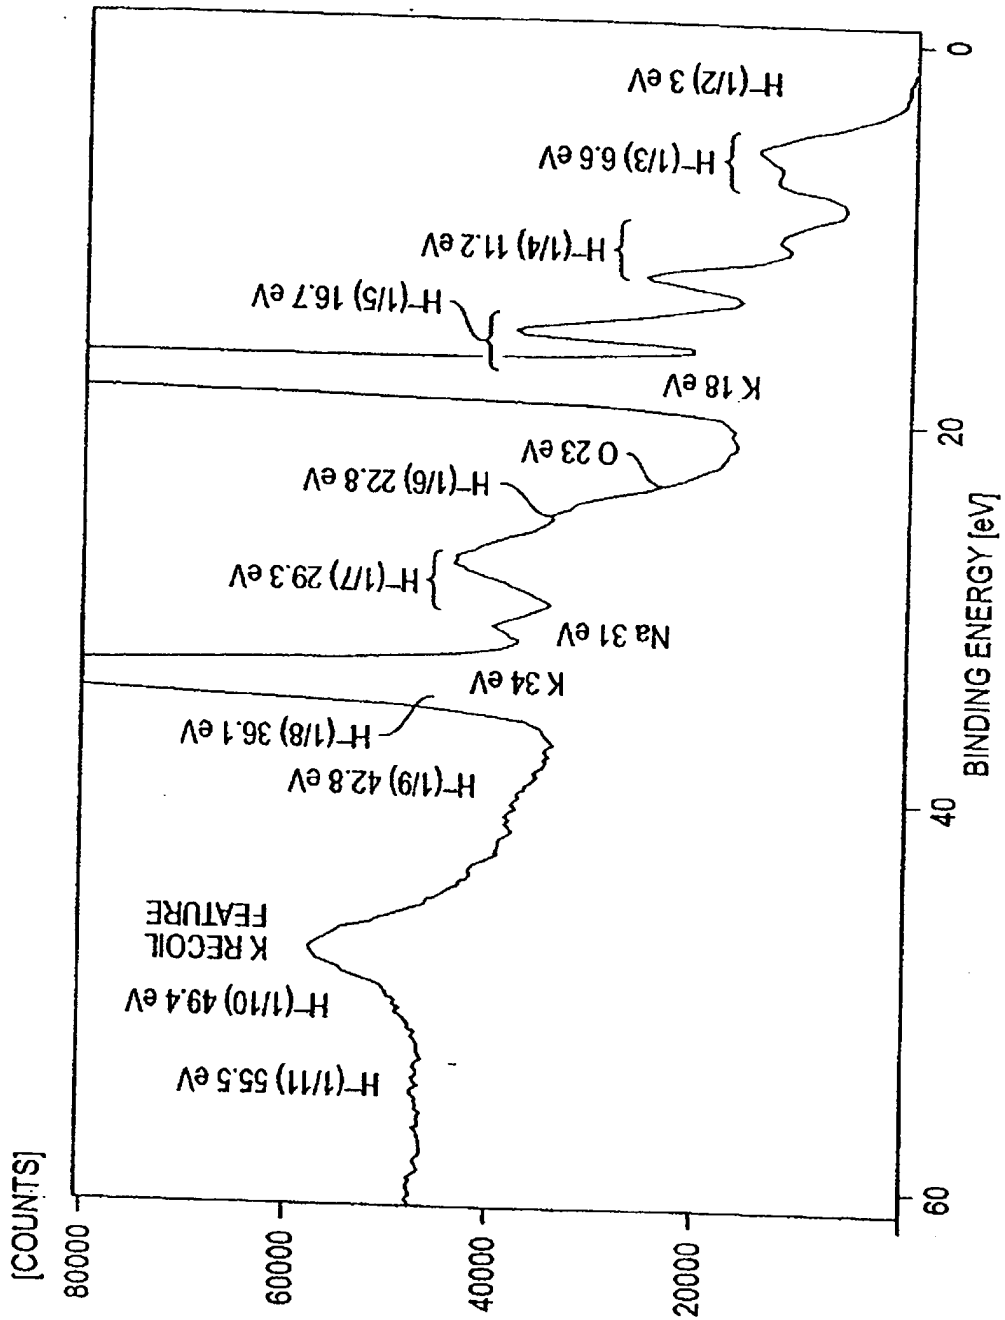 [COUNTS]
80000
60000
40000
20000
H⁻(1/11) 55.5 eV
H⁻(1/10) 49.4 eV
K RECOIL
FEATURE
H⁻(1/9) 42.8 eV
H⁻(1/8) 36.1 eV
K 34 eV
Na 31 eV
H⁻(1/7) 29.3 eV
H⁻(1/6) 22.8 eV
O 23 eV
K 18 eV
H⁻(1/5) 16.7 eV
H⁻(1/4) 11.2 eV
H⁻(1/3) 6.6 eV
H⁻(1/2) 3 eV
60
40
20
0
BINDING ENERGY [eV]